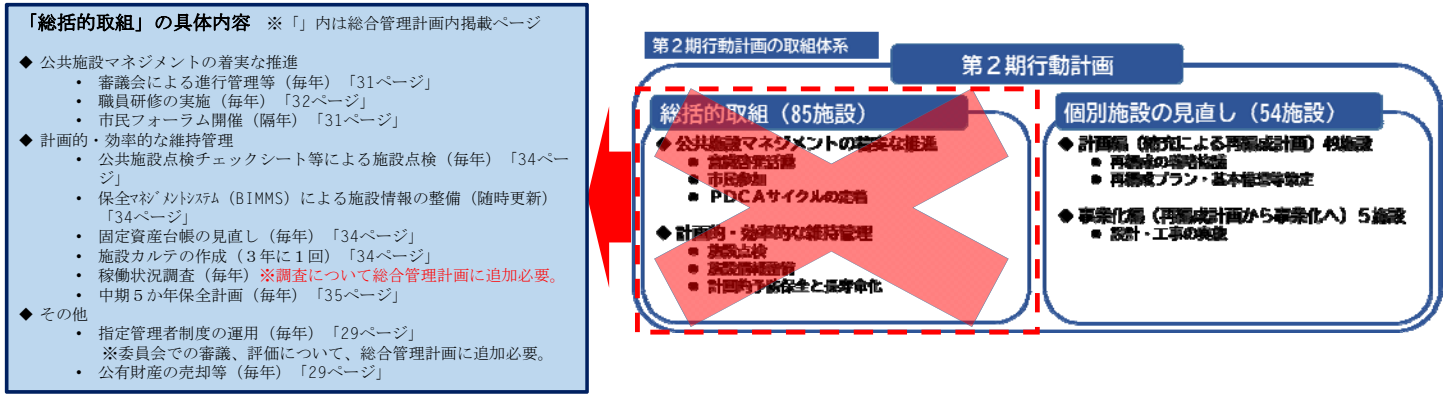 「総括的取組」の具体内容 ※「」内は総合管理計画内掲載ページ
◆ 公共施設マネジメントの着実な推進
• 審議会による進行管理等（毎年）「31ページ」
• 職員研修の実施（毎年）「32ページ」
• 市民フォーラム開催（隔年）「31ページ」
◆ 計画的・効率的な維持管理
• 公共施設点検チェックシート等による施設点検（毎年）「34ペー
ジ」
• 保全ﾏﾈｼﾞﾒﾝﾄｼｽﾃﾑ（BIMMS）による施設情報の整備（随時更新）
「34ページ」
• 固定資産台帳の見直し（毎年）「34ページ」
• 施設カルテの作成（３年に１回）「34ページ」
• 稼働状況調査（毎年）※調査について総合管理計画に追加必要。
• 中期５か年保全計画（毎年）「35ページ」
◆ その他
• 指定管理者制度の運用（毎年）「29ページ」
※委員会での審議、評価について、総合管理計画に追加必要。
• 公有財産の売却等（毎年）「29ページ」
第２期行動計画の取組体系
第２期行動計画
総括的取組（85施設）
◆ 公共施設マネジメントの着実な推進
● 市民参加
● PDCAサイクルの定着
◆ 計画的・効率的な維持管理
● 施設点検
● 施設情報整備
● 計画的予防保全と長寿命化
個別施設の見直し（54施設）
◆ 計画編（補充による再編成計画）49施設
● 再編成プラン・基本構想等策定
◆ 事業化編（再編成計画から事業化へ）５施設
● 設計・工事の実施